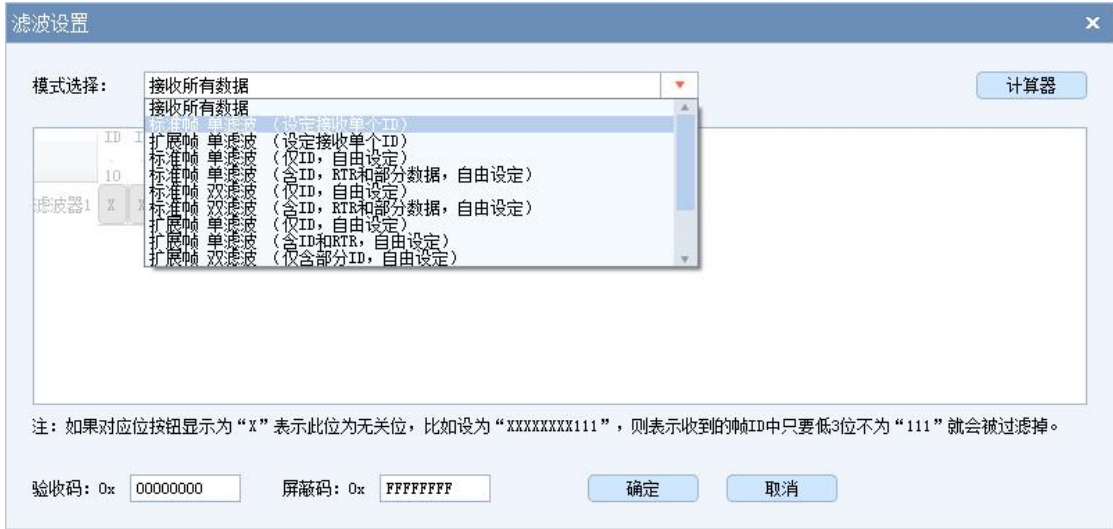 滤波设置
模式选择：
接收所有数据
计算器
接收所有数据
标准帧 单滤波 （设定接收单个ID）
扩展帧 单滤波 （设定接收单个ID）
标准帧 单滤波 （仅ID，自由设定）
标准帧 单滤波 （含ID，RTR和部分数据，自由设定）
标准帧 双滤波 （仅ID，自由设定）
标准帧 双滤波 （含ID，RTR和部分数据，自由设定）
扩展帧 单滤波 （仅ID，自由设定）
扩展帧 单滤波 （含ID和RTR，自由设定）
扩展帧 双滤波 （仅含部分ID，自由设定）
ID
10
滤波器1 X
注：如果对应位按钮显示为“X”表示此位为无关位，比如设为“XXXXXXXX111”，则表示收到的帧ID中只要低3位不为“111”就会被过滤掉。
验收码：0x 00000000 屏蔽码：0x FFFFFFFF 确定 取消